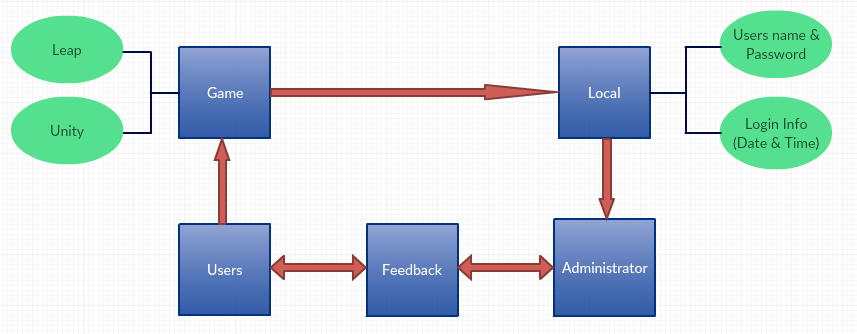 Leap
Unity
Game
Local
Users name &
Password
Login Info
(Date & Time)
Users
Feedback
Administrator